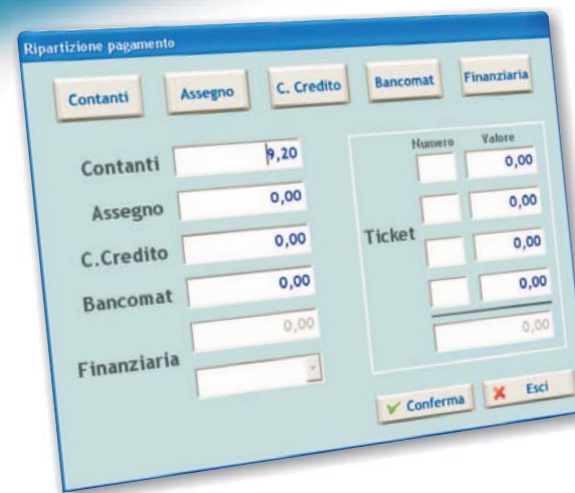 Ripartizione pagamento
Contanti Assegno C. Credito Bancomat Finanziaria
Contanti 9,20
Assegno 0,00
C.Credito 0,00
Bancomat 0,00
0,00
Finanziaria
Numero Valore
0,00
0,00
Ticket 0,00
0,00
0,00
Conferma Esci